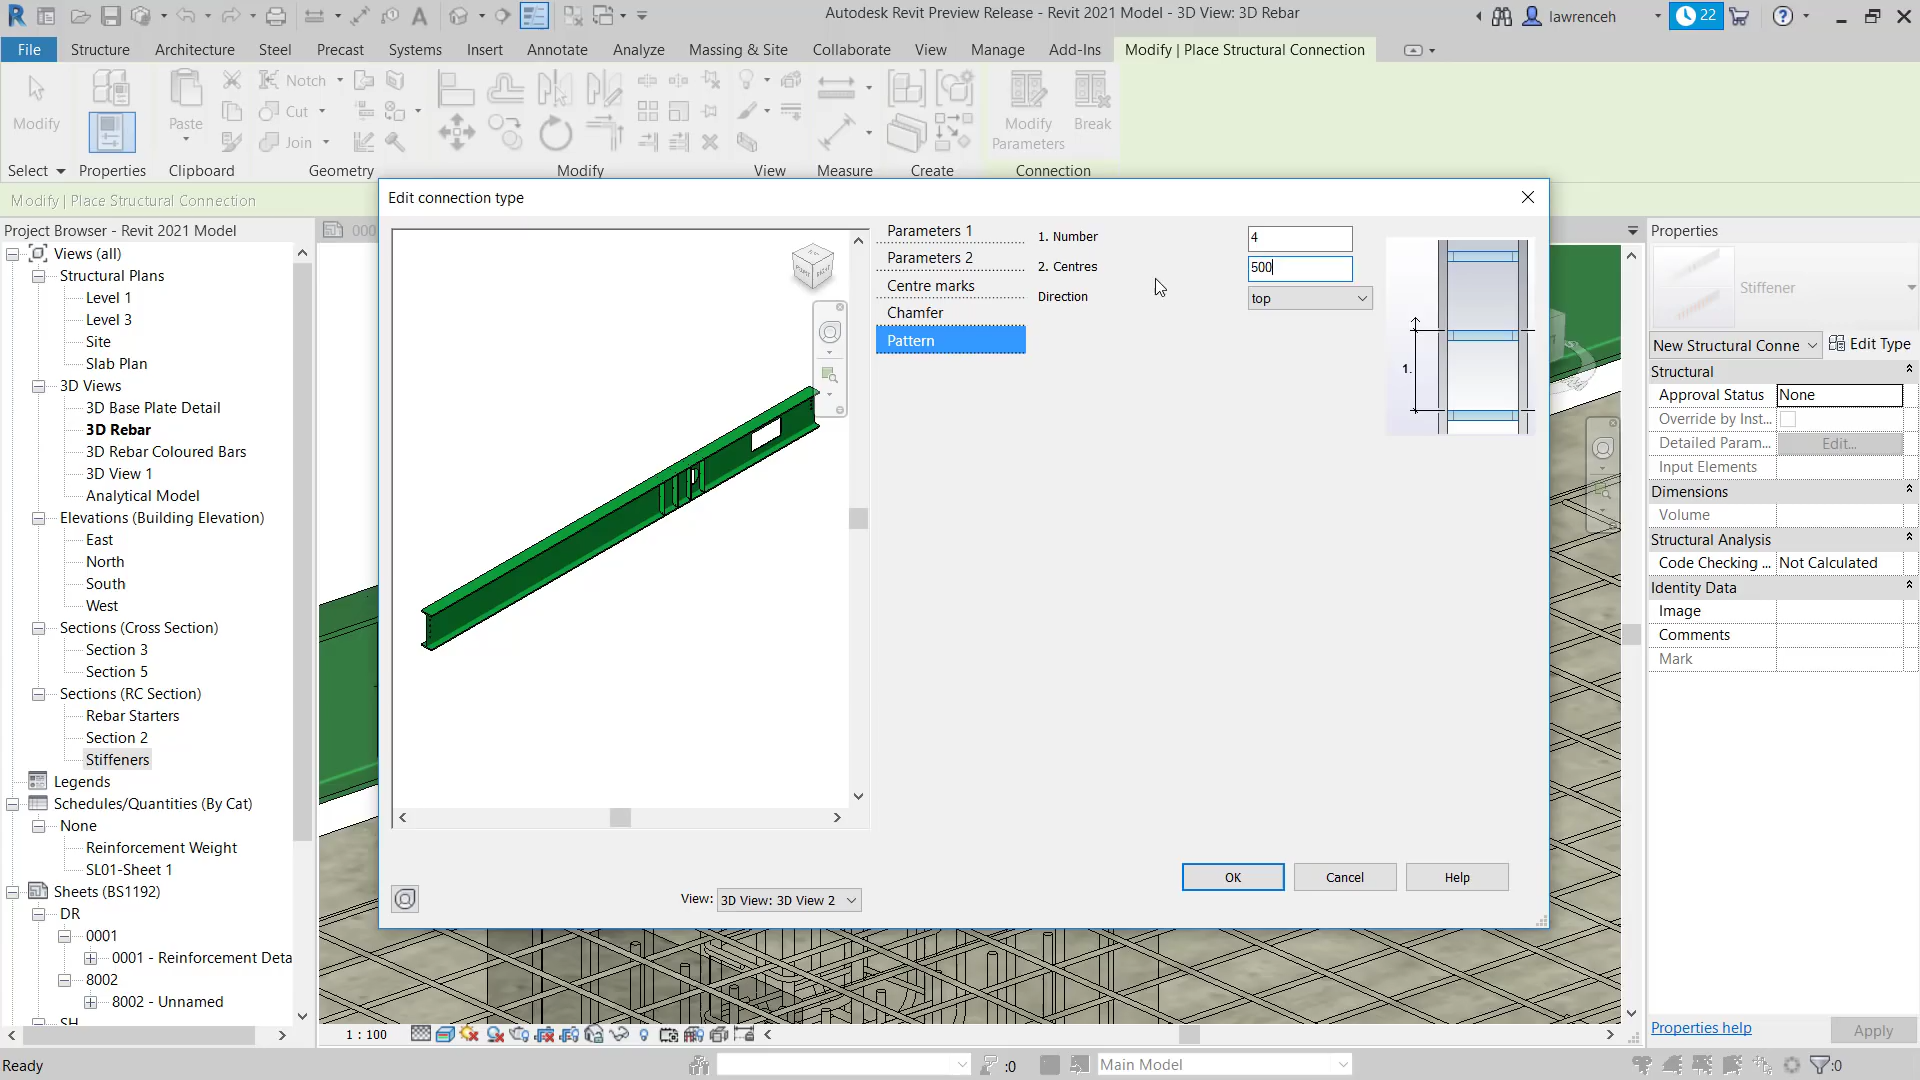 Autodesk Revit Preview Release - Revit 2021 Model - 3D View: 3D Rebar
lawrenceh
22
File Structure Architecture Steel Precast Systems Insert Annotate Analyze Massing & Site Collaborate View Manage Add-Ins Modify | Place Structural Connection
Modify
Paste
Notch
Cut
Join
Modify Parameters
Break
Select Properties Clipboard Geometry Modify View Measure Create Connection
Modify | Place Structural Connection
Project Browser - Revit 2021 Model
Views (all)
Structural Plans
Level 1
Level 3
Site
Slab Plan
3D Views
3D Base Plate Detail
3D Rebar
3D Rebar Coloured Bars
3D View 1
Analytical Model
Elevations (Building Elevation)
East
North
South
West
Sections (Cross Section)
Section 3
Section 5
Sections (RC Section)
Rebar Starters
Section 2
Stiffeners
Legends
Schedules/Quantities (By Cat)
None
Reinforcement Weight
SL01-Sheet 1
Sheets (BS1192)
DR
0001
0001 - Reinforcement Deta
8002
8002 - Unnamed
SH
000
Edit connection type
Parameters 1
Parameters 2
Centre marks
Chamfer
Pattern
1. Number 4
2. Centres 500
Direction top
1.
OK Cancel Help
View: 3D View: 3D View 2
Properties
Stiffener
New Structural Conne Edit Type
Structural
Approval Status None
Override by Inst...
Detailed Param... Edit...
Input Elements
Dimensions
Volume
Structural Analysis
Code Checking ... Not Calculated
Identity Data
Image
Comments
Mark
Properties help Apply
1 : 100
Ready
:0
Main Model
:0